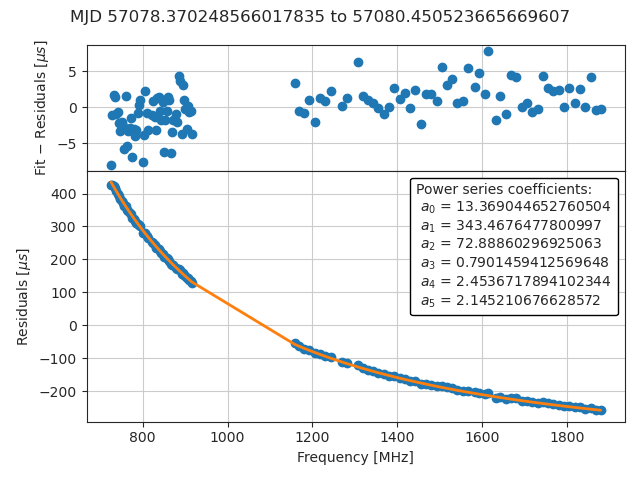 MJD 57078.370248566017835 to 57080.450523665669607
Fit − Residuals [μs]
5
0
−5
Residuals [μs]
400
300
200
100
0
−100
−200
Power series coefficients:
a0 = 13.369044652760504
a1 = 343.4676477800997
a2 = 72.88860296925063
a3 = 0.7901459412569648
a4 = 2.4536717894102344
a5 = 2.145210676628572
800
1000
1200
1400
1600
1800
Frequency [MHz]